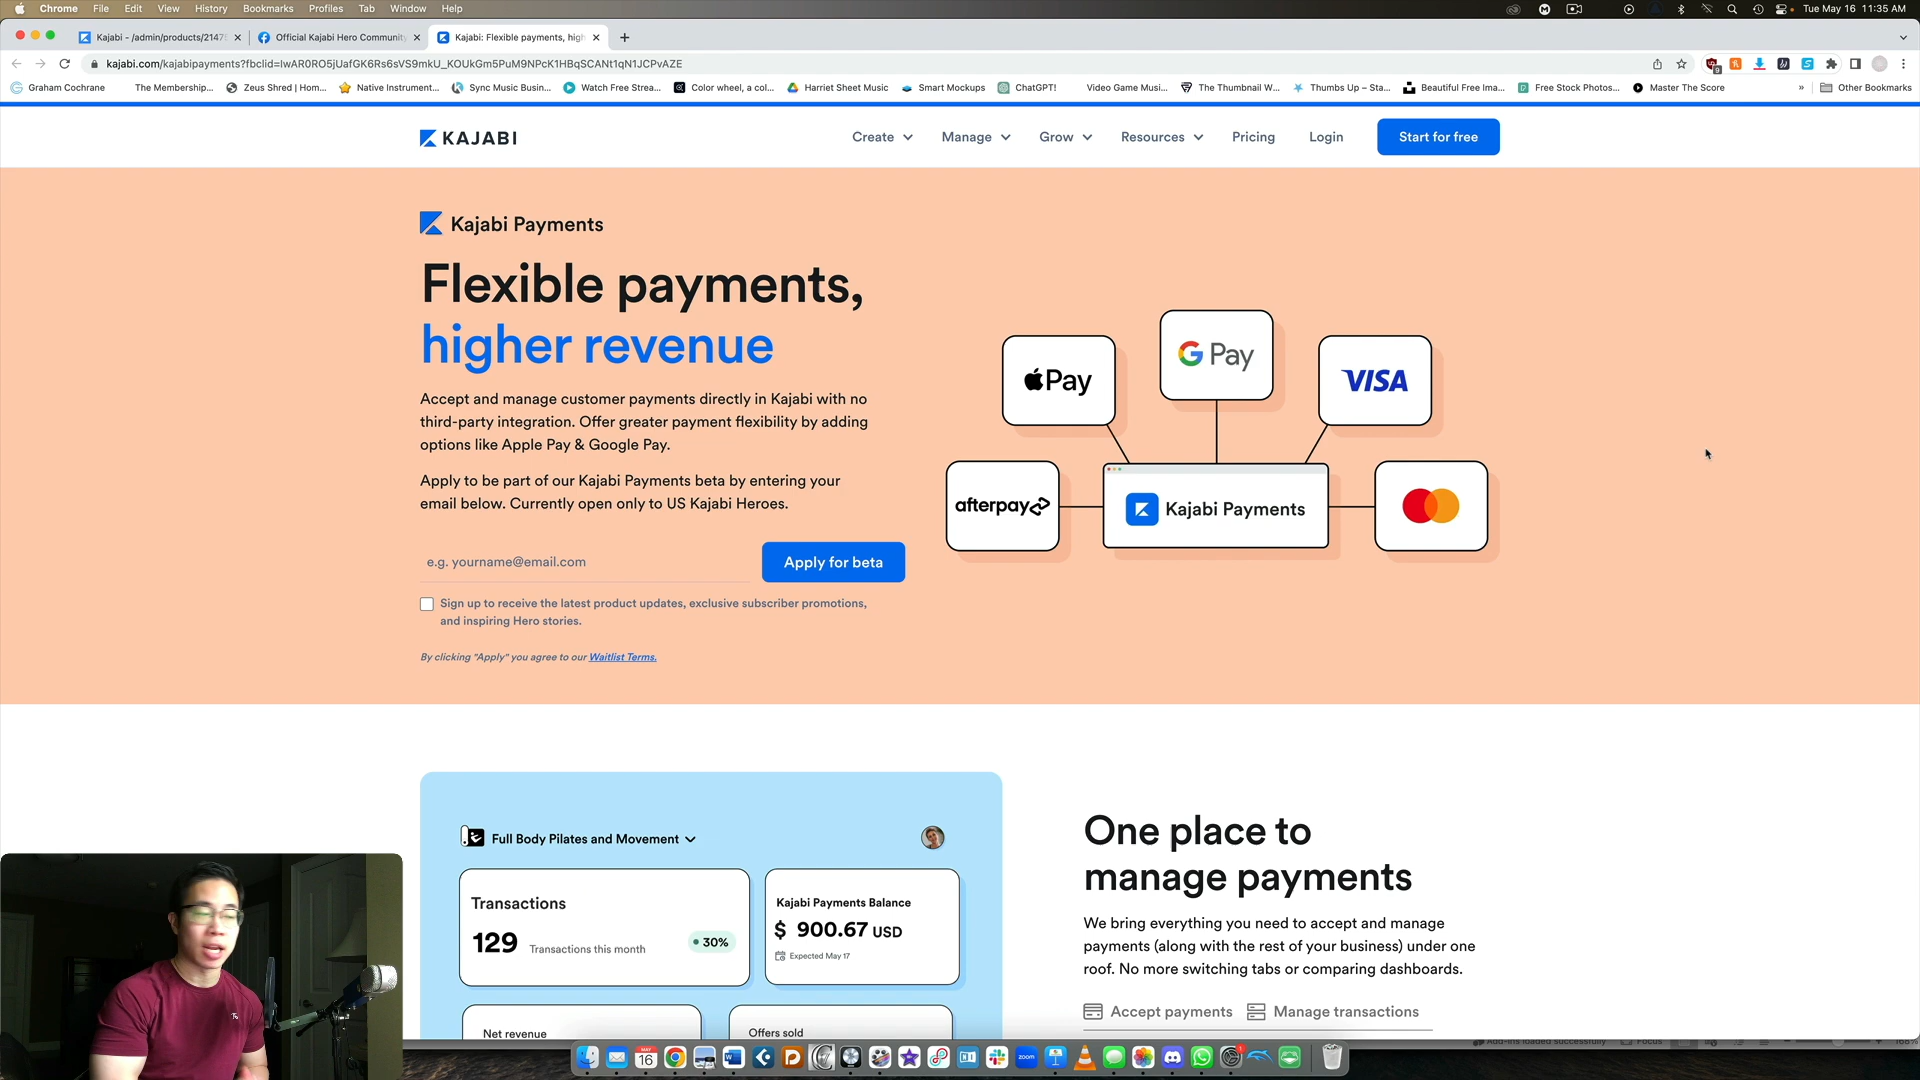 Chrome File Edit View History Bookmarks Profiles Tab Window Help
Tue May 16 11:35 AM
Kajabi - /admin/products/2147
Official Kajabi Hero Community
Kajabi: Flexible payments, high
kajabi.com/kajabipayments?fbclid=IwAR0RO5jUafGK6Rs6sVS9mkU_KOUkGm5PuM9NPcK1HBqSCANt1qN1JCPvAZE
Graham Cochrane
The Membership...
Zeus Shred | Hom...
Native Instrument...
Sync Music Busin...
Watch Free Strea...
Color wheel, a col...
Harriet Sheet Music
Smart Mockups
ChatGPT!
Video Game Musi...
The Thumbnail W...
Thumbs Up – Sta...
Beautiful Free Ima...
Free Stock Photos...
Master The Score
»
Other Bookmarks
KAJABI
Create
Manage
Grow
Resources
Pricing
Login
Start for free
Kajabi Payments
Flexible payments,
higher revenue
Accept and manage customer payments directly in Kajabi with no
third-party integration. Offer greater payment flexibility by adding
options like Apple Pay & Google Pay.
Apply to be part of our Kajabi Payments beta by entering your
email below. Currently open only to US Kajabi Heroes.
e.g. yourname@email.com
Apply for beta
Sign up to receive the latest product updates, exclusive subscriber promotions,
and inspiring Hero stories.
By clicking "Apply" you agree to our Waitlist Terms.
Pay
G Pay
VISA
afterpay
Kajabi Payments
Full Body Pilates and Movement
Transactions
129 Transactions this month
30%
Kajabi Payments Balance
$ 900.67 USD
Expected May 17
Net revenue
Offers sold
One place to
manage payments
We bring everything you need to accept and manage
payments (along with the rest of your business) under one
roof. No more switching tabs or comparing dashboards.
Accept payments
Manage transactions
MAY
16
zoom